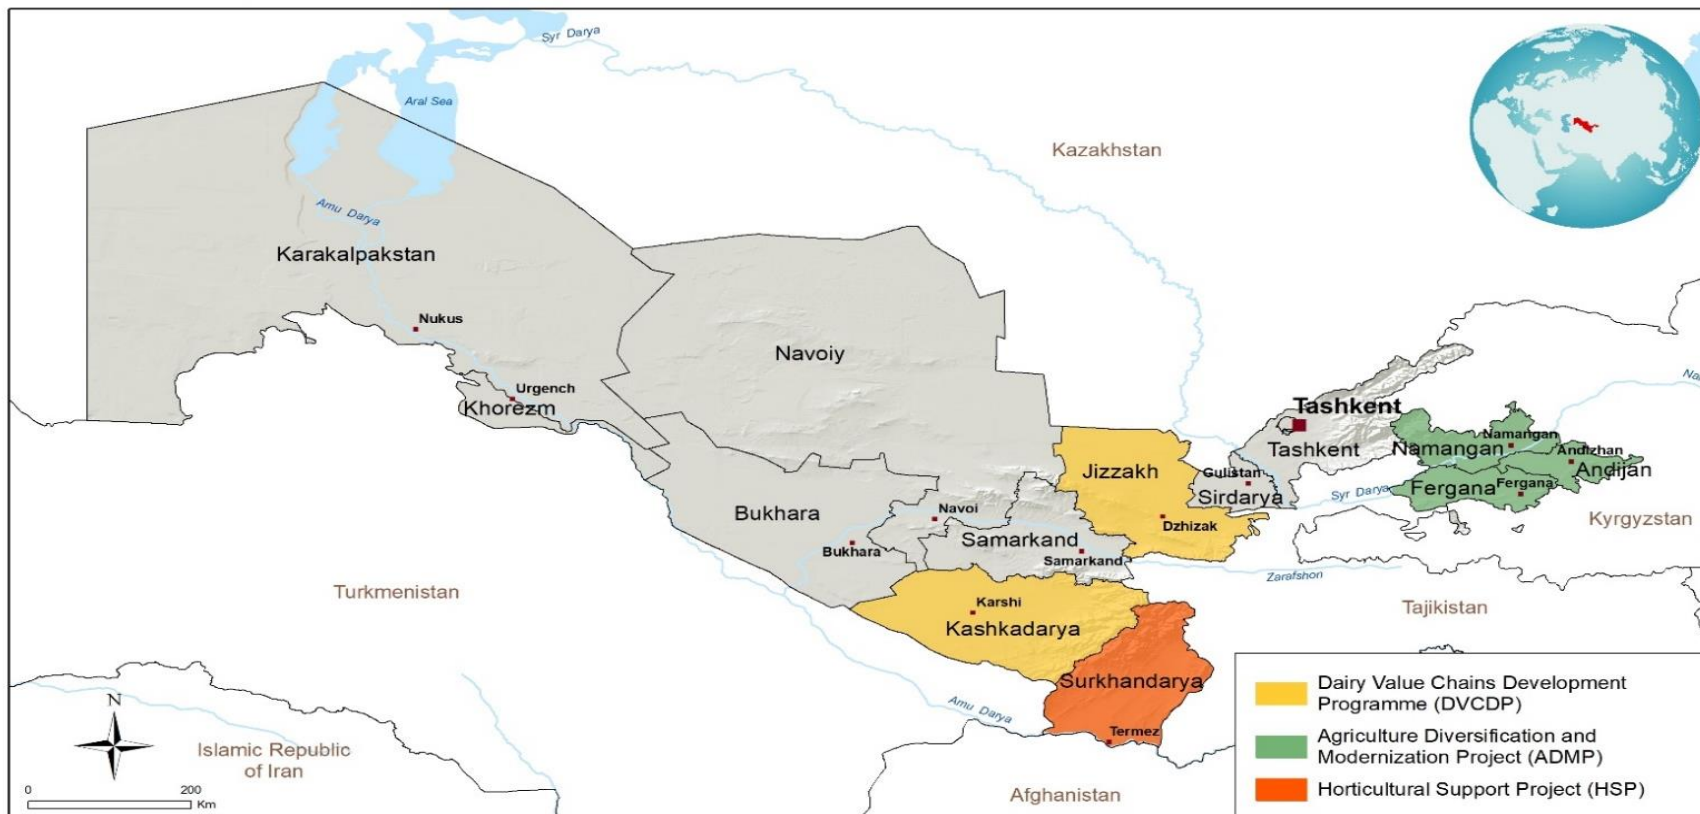 Syr Darya
Aral Sea
Kazakhstan
Amu Darya
Karakalpakstan
Nukus
Navoiy
Urgench
Khorezm
Tashkent
Tashkent
Namangan
Namangan
Andizhan
Andijan
Jizzakh
Gulistan
Sirdarya
Fergana
Fergana
Syr Darya
Kyrgyzstan
Bukhara
Navoi
Dzhizak
Samarkand
Bukhara
Samarkand
Zarafshon
Turkmenistan
Karshi
Kashkadarya
Tajikistan
Surkhandarya
Amu Darya
Termez
N
Islamic Republic
of Iran
Afghanistan
0 200
Km
Dairy Value Chains Development
Programme (DVCDP)
Agriculture Diversification and
Modernization Project (ADMP)
Horticultural Support Project (HSP)